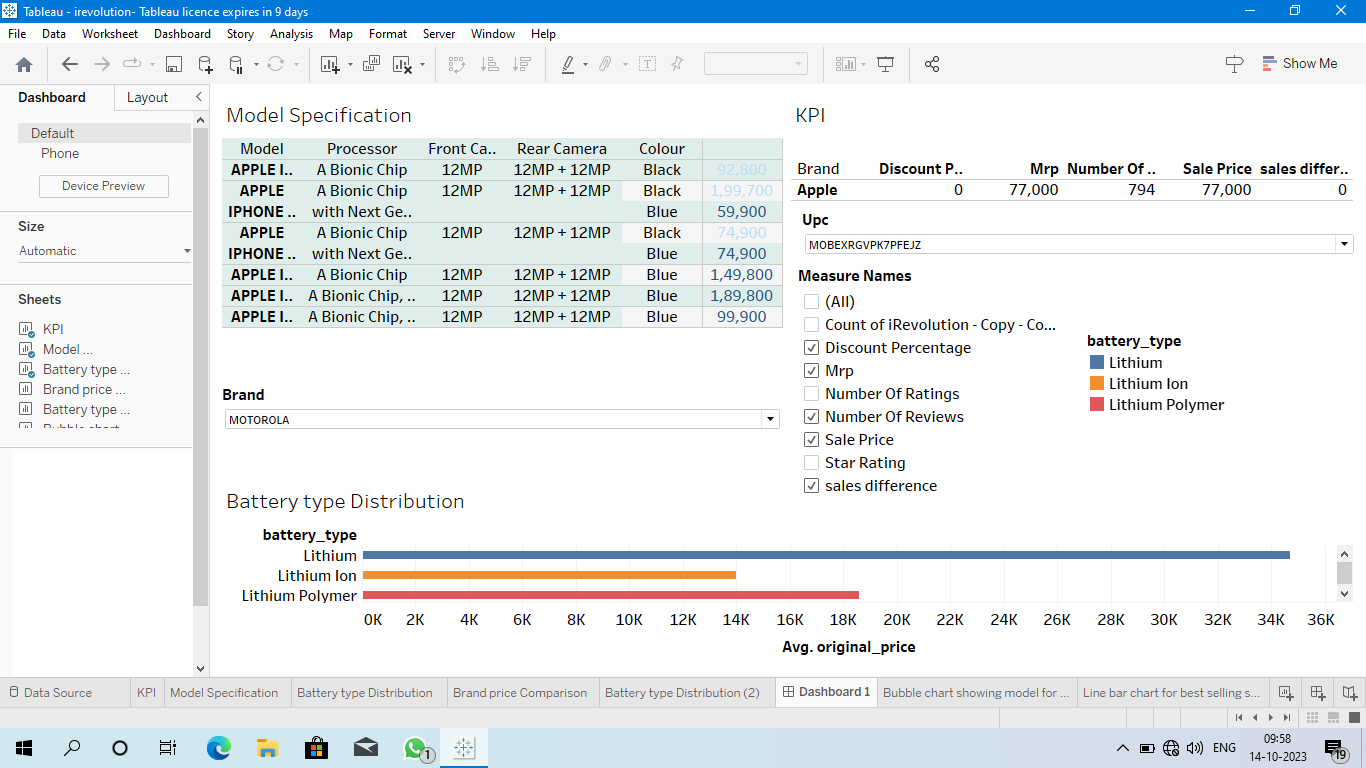 Tableau - irevolution- Tableau licence expires in 9 days
File Data Worksheet Dashboard Story Analysis Map Format Server Window Help
Show Me
Dashboard Layout
Default
Phone
Device Preview
Size
Automatic
Sheets
KPI
Model ...
Battery type ...
Brand price ...
Battery type ...
Model Specification
Model Processor Front Ca.. Rear Camera Colour
APPLE I.. A Bionic Chip 12MP 12MP + 12MP Black 92,800
APPLE A Bionic Chip 12MP 12MP + 12MP Black 1,99,700
IPHONE .. with Next Ge.. Blue 59,900
APPLE A Bionic Chip 12MP 12MP + 12MP Black 74,900
IPHONE .. with Next Ge.. Blue 74,900
APPLE I.. A Bionic Chip 12MP 12MP + 12MP Blue 1,49,800
APPLE I.. A Bionic Chip, .. 12MP 12MP + 12MP Blue 1,89,800
APPLE I.. A Bionic Chip, .. 12MP 12MP + 12MP Blue 99,900
Brand
MOTOROLA
KPI
Brand Discount P.. Mrp Number Of .. Sale Price sales differ..
Apple 0 77,000 794 77,000 0
Upc
MOBEXRGVPK7PFEJZ
Measure Names
(All)
Count of iRevolution - Copy - Co...
Discount Percentage
Mrp
Number Of Ratings
Number Of Reviews
Sale Price
Star Rating
sales difference
battery_type
Lithium
Lithium Ion
Lithium Polymer
Battery type Distribution
battery_type
Lithium
Lithium Ion
Lithium Polymer
0K 2K 4K 6K 8K 10K 12K 14K 16K 18K 20K 22K 24K 26K 28K 30K 32K 34K 36K
Avg. original_price
Data Source KPI Model Specification Battery type Distribution Brand price Comparison Battery type Distribution (2) Dashboard 1 Bubble chart showing model for ... Line bar chart for best selling s...
1 ENG 09:58
14-10-2023 19